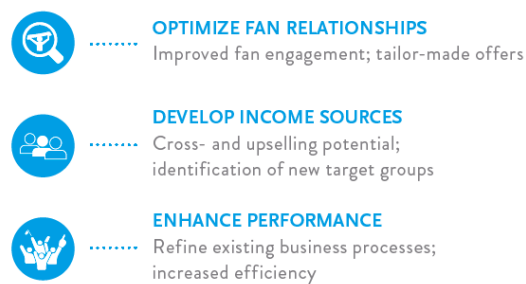 OPTIMIZE FAN RELATIONSHIPS
Improved fan engagement; tailor-made offers
DEVELOP INCOME SOURCES
Cross- and upselling potential;
identification of new target groups
ENHANCE PERFORMANCE
Refine existing business processes;
increased efficiency